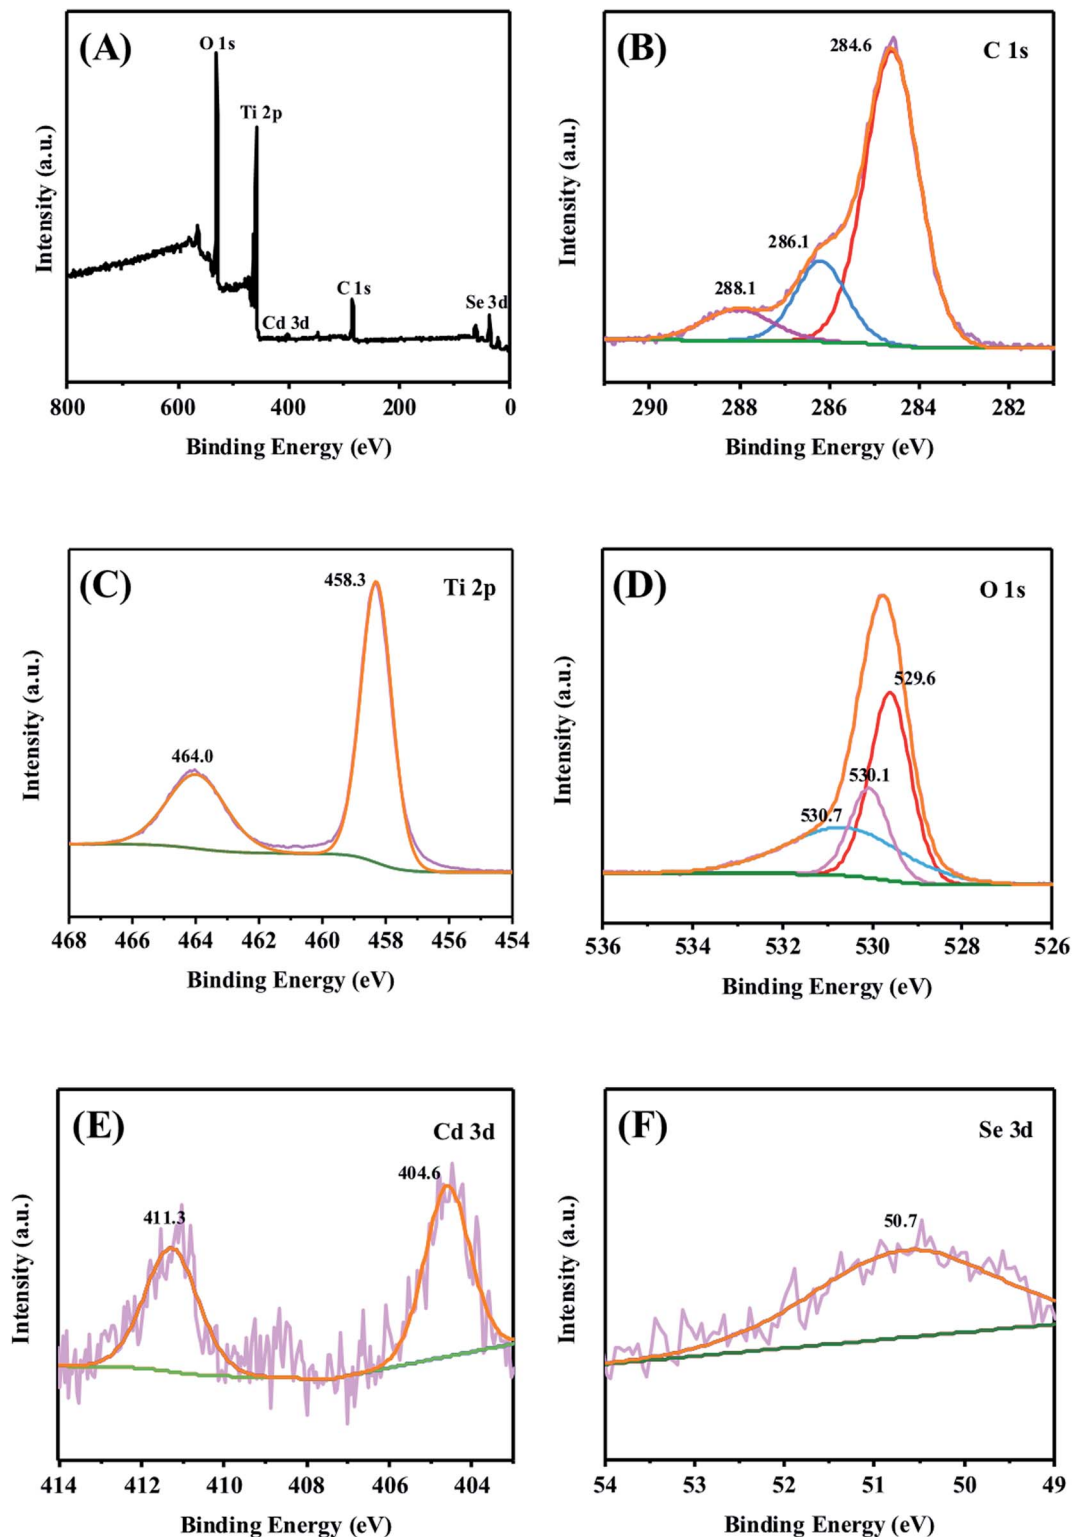 (A)
O 1s
Ti 2p
C 1s
Cd 3d
Se 3d
Intensity (a.u.)
800 600 400 200 0
Binding Energy (eV)
(B)
C 1s
284.6
286.1
288.1
Intensity (a.u.)
290 288 286 284 282
Binding Energy (eV)
(C)
Ti 2p
458.3
464.0
Intensity (a.u.)
468 466 464 462 460 458 456 454
Binding Energy (eV)
(D)
O 1s
529.6
530.1
530.7
Intensity (a.u.)
536 534 532 530 528 526
Binding Energy (eV)
(E)
Cd 3d
404.6
411.3
Intensity (a.u.)
414 412 410 408 406 404
Binding Energy (eV)
(F)
Se 3d
50.7
Intensity (a.u.)
54 53 52 51 50 49
Binding Energy (eV)